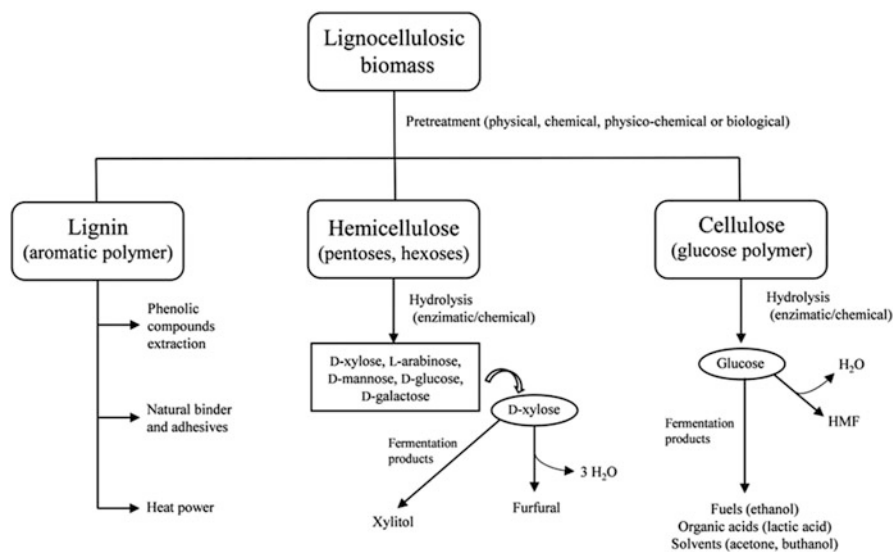 Lignocellulosic
biomass
Pretreatment (physical, chemical, physico-chemical or biological)
Lignin
(aromatic polymer)
Phenolic
compounds
extraction
Natural binder
and adhesives
Heat power
Hemicellulose
(pentoses, hexoses)
Hydrolysis
(enzimatic/chemical)
D-xylose, L-arabinose,
D-mannose, D-glucose,
D-galactose
D-xylose
Fermentation
products
3 H₂O
Xylitol
Furfural
Cellulose
(glucose polymer)
Hydrolysis
(enzimatic/chemical)
Glucose
H₂O
HMF
Fermentation
products
Fuels (ethanol)
Organic acids (lactic acid)
Solvents (acetone, buthanol)